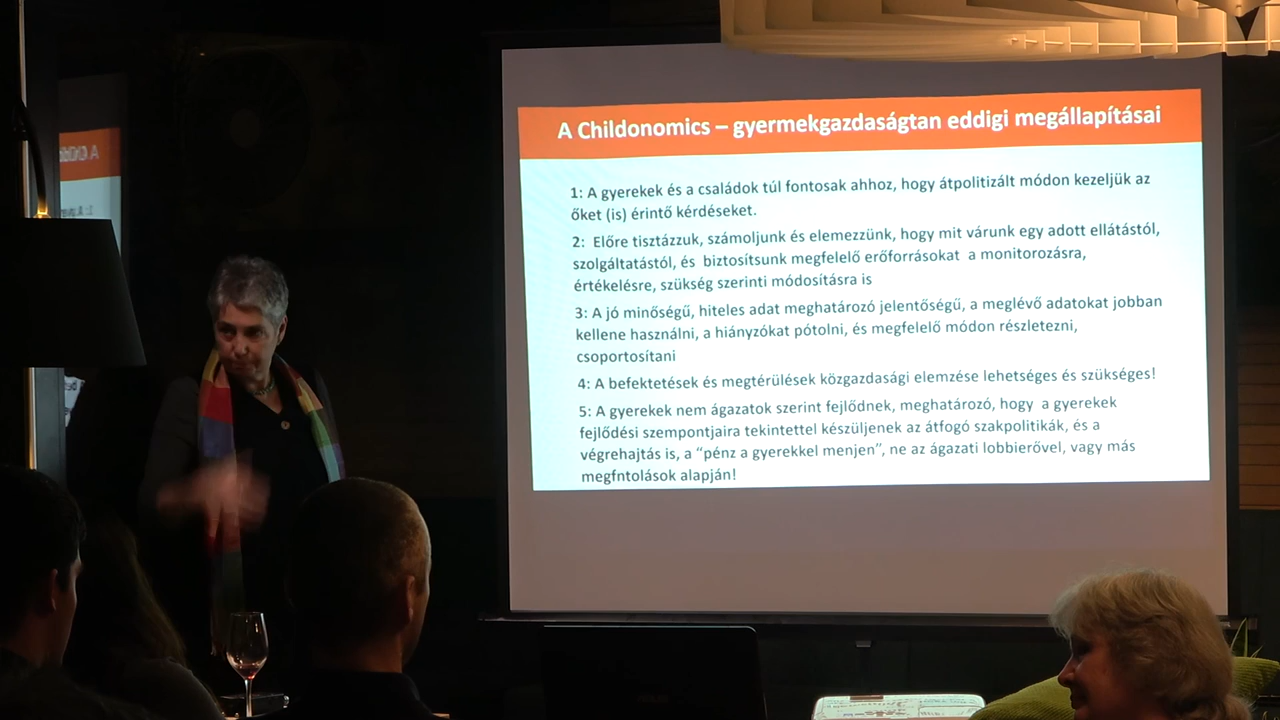 A Childonomics – gyermekgazdaságtan eddigi megállapításai
1: A gyerekek és a családok túl fontosak ahhoz, hogy átpolitizált módon kezeljük az
őket (is) érintő kérdéseket.
2: Előre tisztázzuk, számoljunk és elemezzünk, hogy mit várunk egy adott ellátástól,
szolgáltatástól, és biztosítsunk megfelelő erőforrásokat a monitorozásra,
értékelésre, szükség szerinti módosításra is
3: A jó minőségű, hiteles adat meghatározó jelentőségű, a meglévő adatokat jobban
kellene használni, a hiányzókat pótolni, és megfelelő módon részletezni,
csoportosítani
4: A befektetések és megtérülések közgazdasági elemzése lehetséges és szükséges!
5: A gyerekek nem ágazatok szerint fejlődnek, meghatározó, hogy a gyerekek
fejlődési szempontjaira tekintettel készüljenek az átfogó szakpolitikák, és a
végrehajtás is, a “pénz a gyerekkel menjen”, ne az ágazati lobbierővel, vagy más
megfntolások alapján!